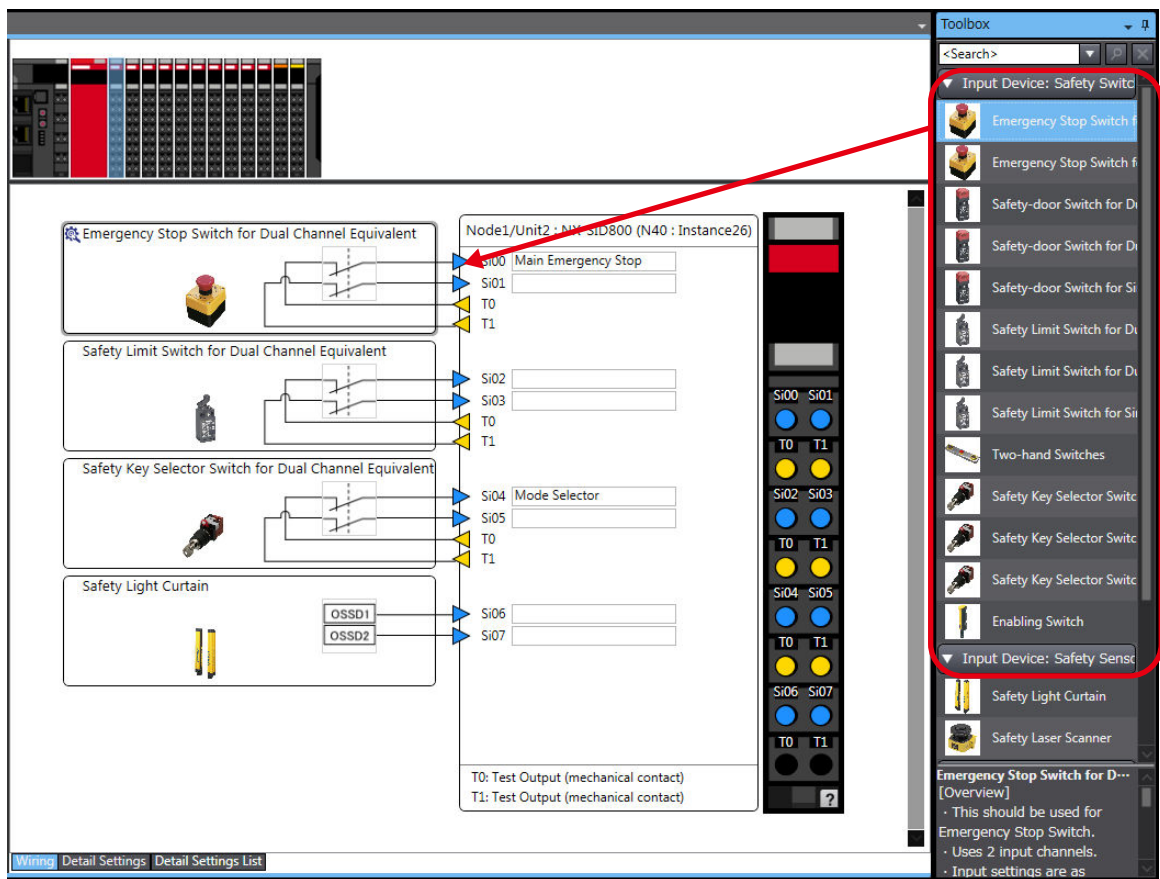 Toolbox
<Search>
Input Device: Safety Switc
Emergency Stop Switch f
Emergency Stop Switch f
Safety-door Switch for D
Safety-door Switch for D
Safety-door Switch for Si
Safety Limit Switch for Du
Safety Limit Switch for Du
Safety Limit Switch for Sin
Two-hand Switches
Safety Key Selector Switc
Safety Key Selector Switc
Safety Key Selector Switc
Enabling Switch
Input Device: Safety Senso
Safety Light Curtain
Safety Laser Scanner
Emergency Stop Switch for D···
[Overview]
· This should be used for
Emergency Stop Switch.
· Uses 2 input channels.
· Input settings are as
Emergency Stop Switch for Dual Channel Equivalent
Node1/Unit2 : NX-SID800 (N40 : Instance26)
Si00 Main Emergency Stop
Si01
T0
T1
Safety Limit Switch for Dual Channel Equivalent
Si02
Si03
T0
T1
Safety Key Selector Switch for Dual Channel Equivalent
Si04 Mode Selector
Si05
T0
T1
Safety Light Curtain
OSSD1
OSSD2
Si06
Si07
T0: Test Output (mechanical contact)
T1: Test Output (mechanical contact)
Si00 Si01
T0 T1
Si02 Si03
T0 T1
Si04 Si05
T0 T1
Si06 Si07
T0 T1
?
Wiring Detail Settings Detail Settings List